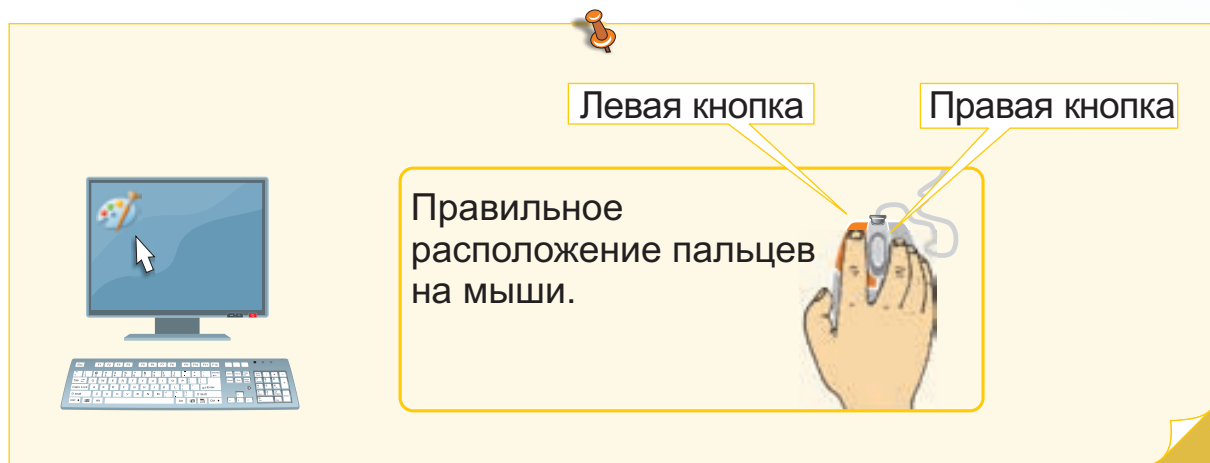 Левая кнопка
Правая кнопка
Правильное
расположение пальцев
на мыши.